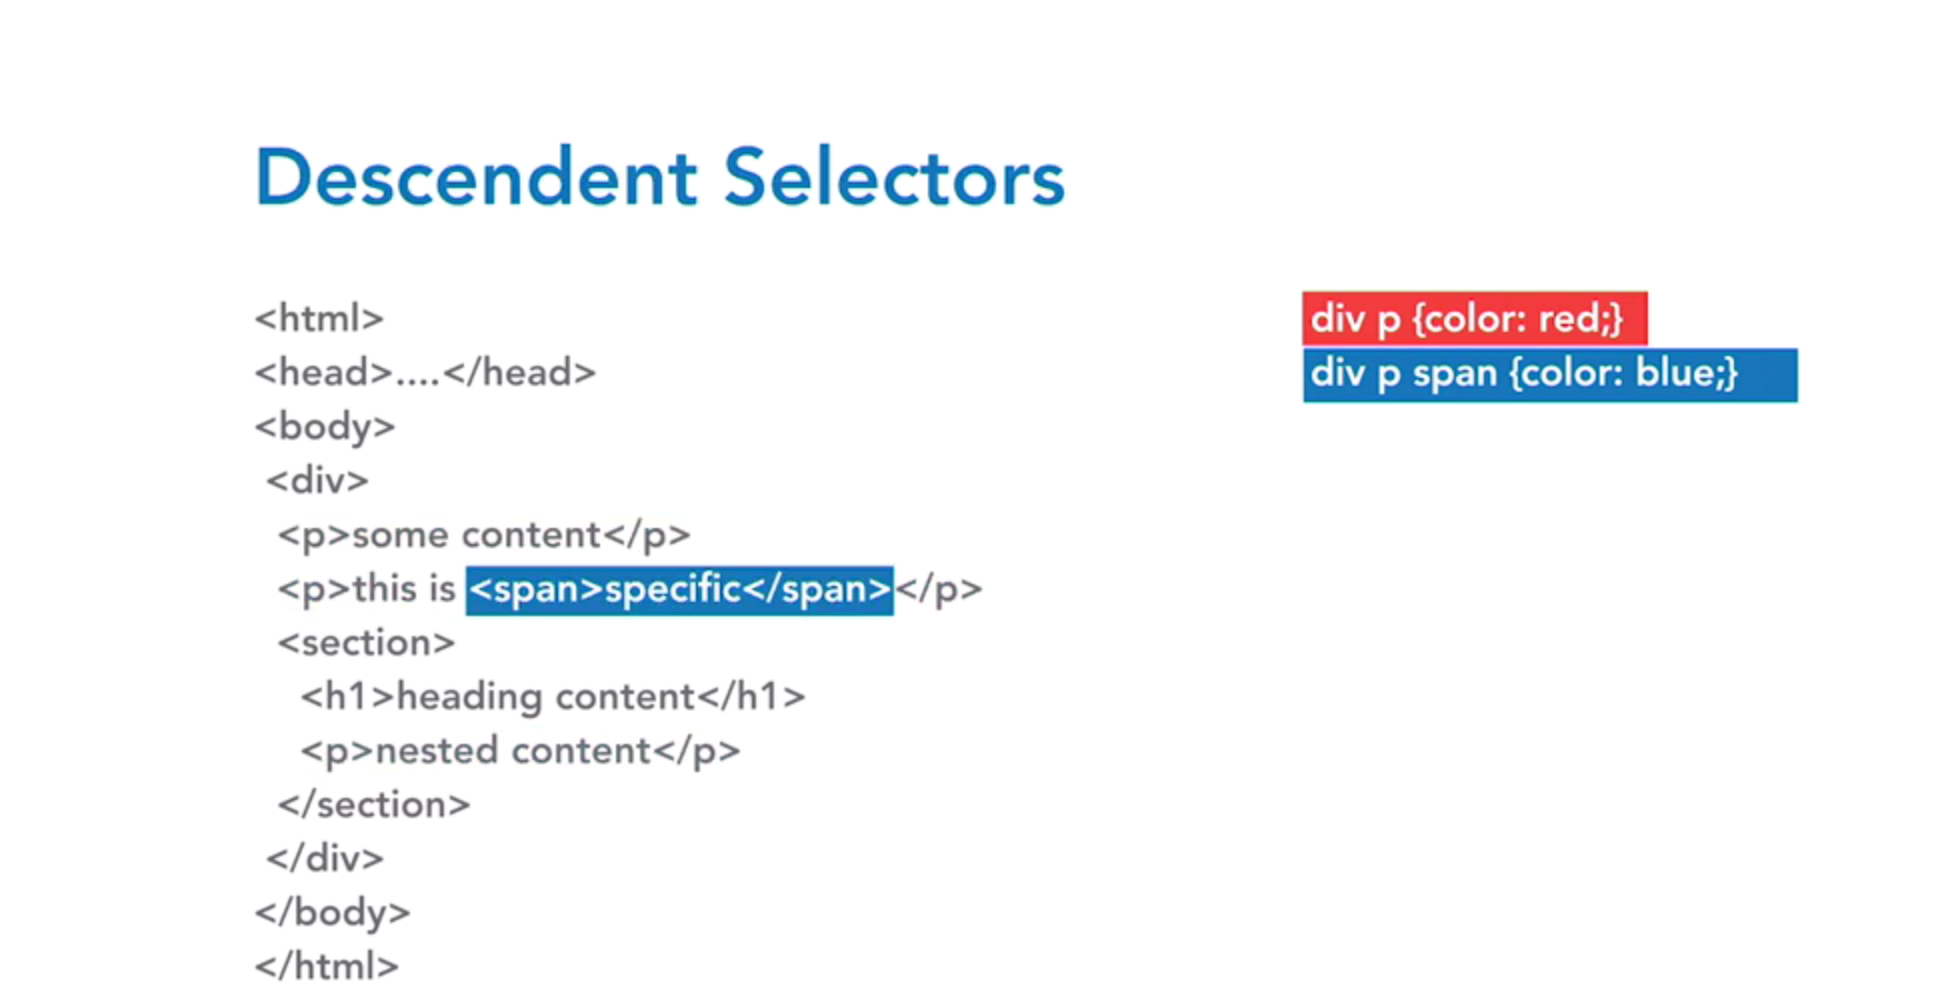 Descendent Selectors
<html>
<head>....</head>
<body>
<div>
<p>some content</p>
<p>this is <span>specific</span></p>
<section>
<h1>heading content</h1>
<p>nested content</p>
</section>
</div>
</body>
</html>
div p {color: red;}
div p span {color: blue;}